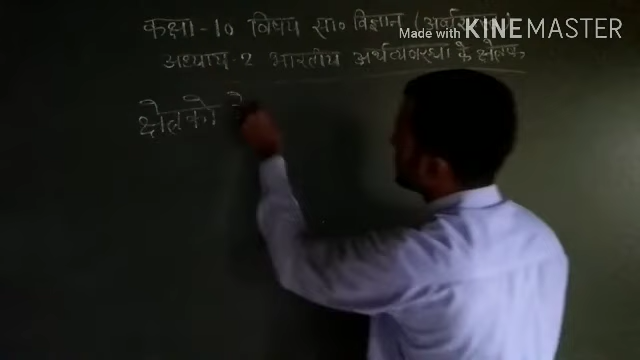 Made with KINEMASTER
कक्षा-10 विषय सा० विज्ञान (अर्थशास्त्र
अध्याय-2 भारतीय अर्थव्यवस्था के क्षेत्रक
क्षेत्रको